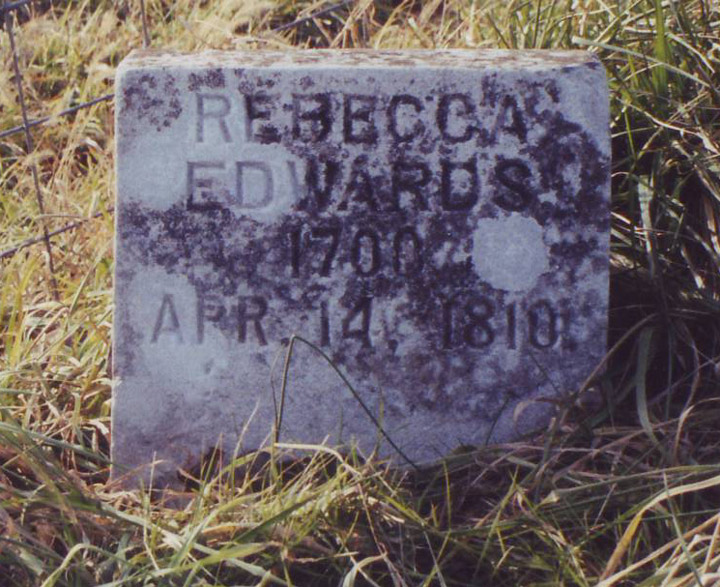 REBECCA
EDWARDS
1700
APR. 14, 1810